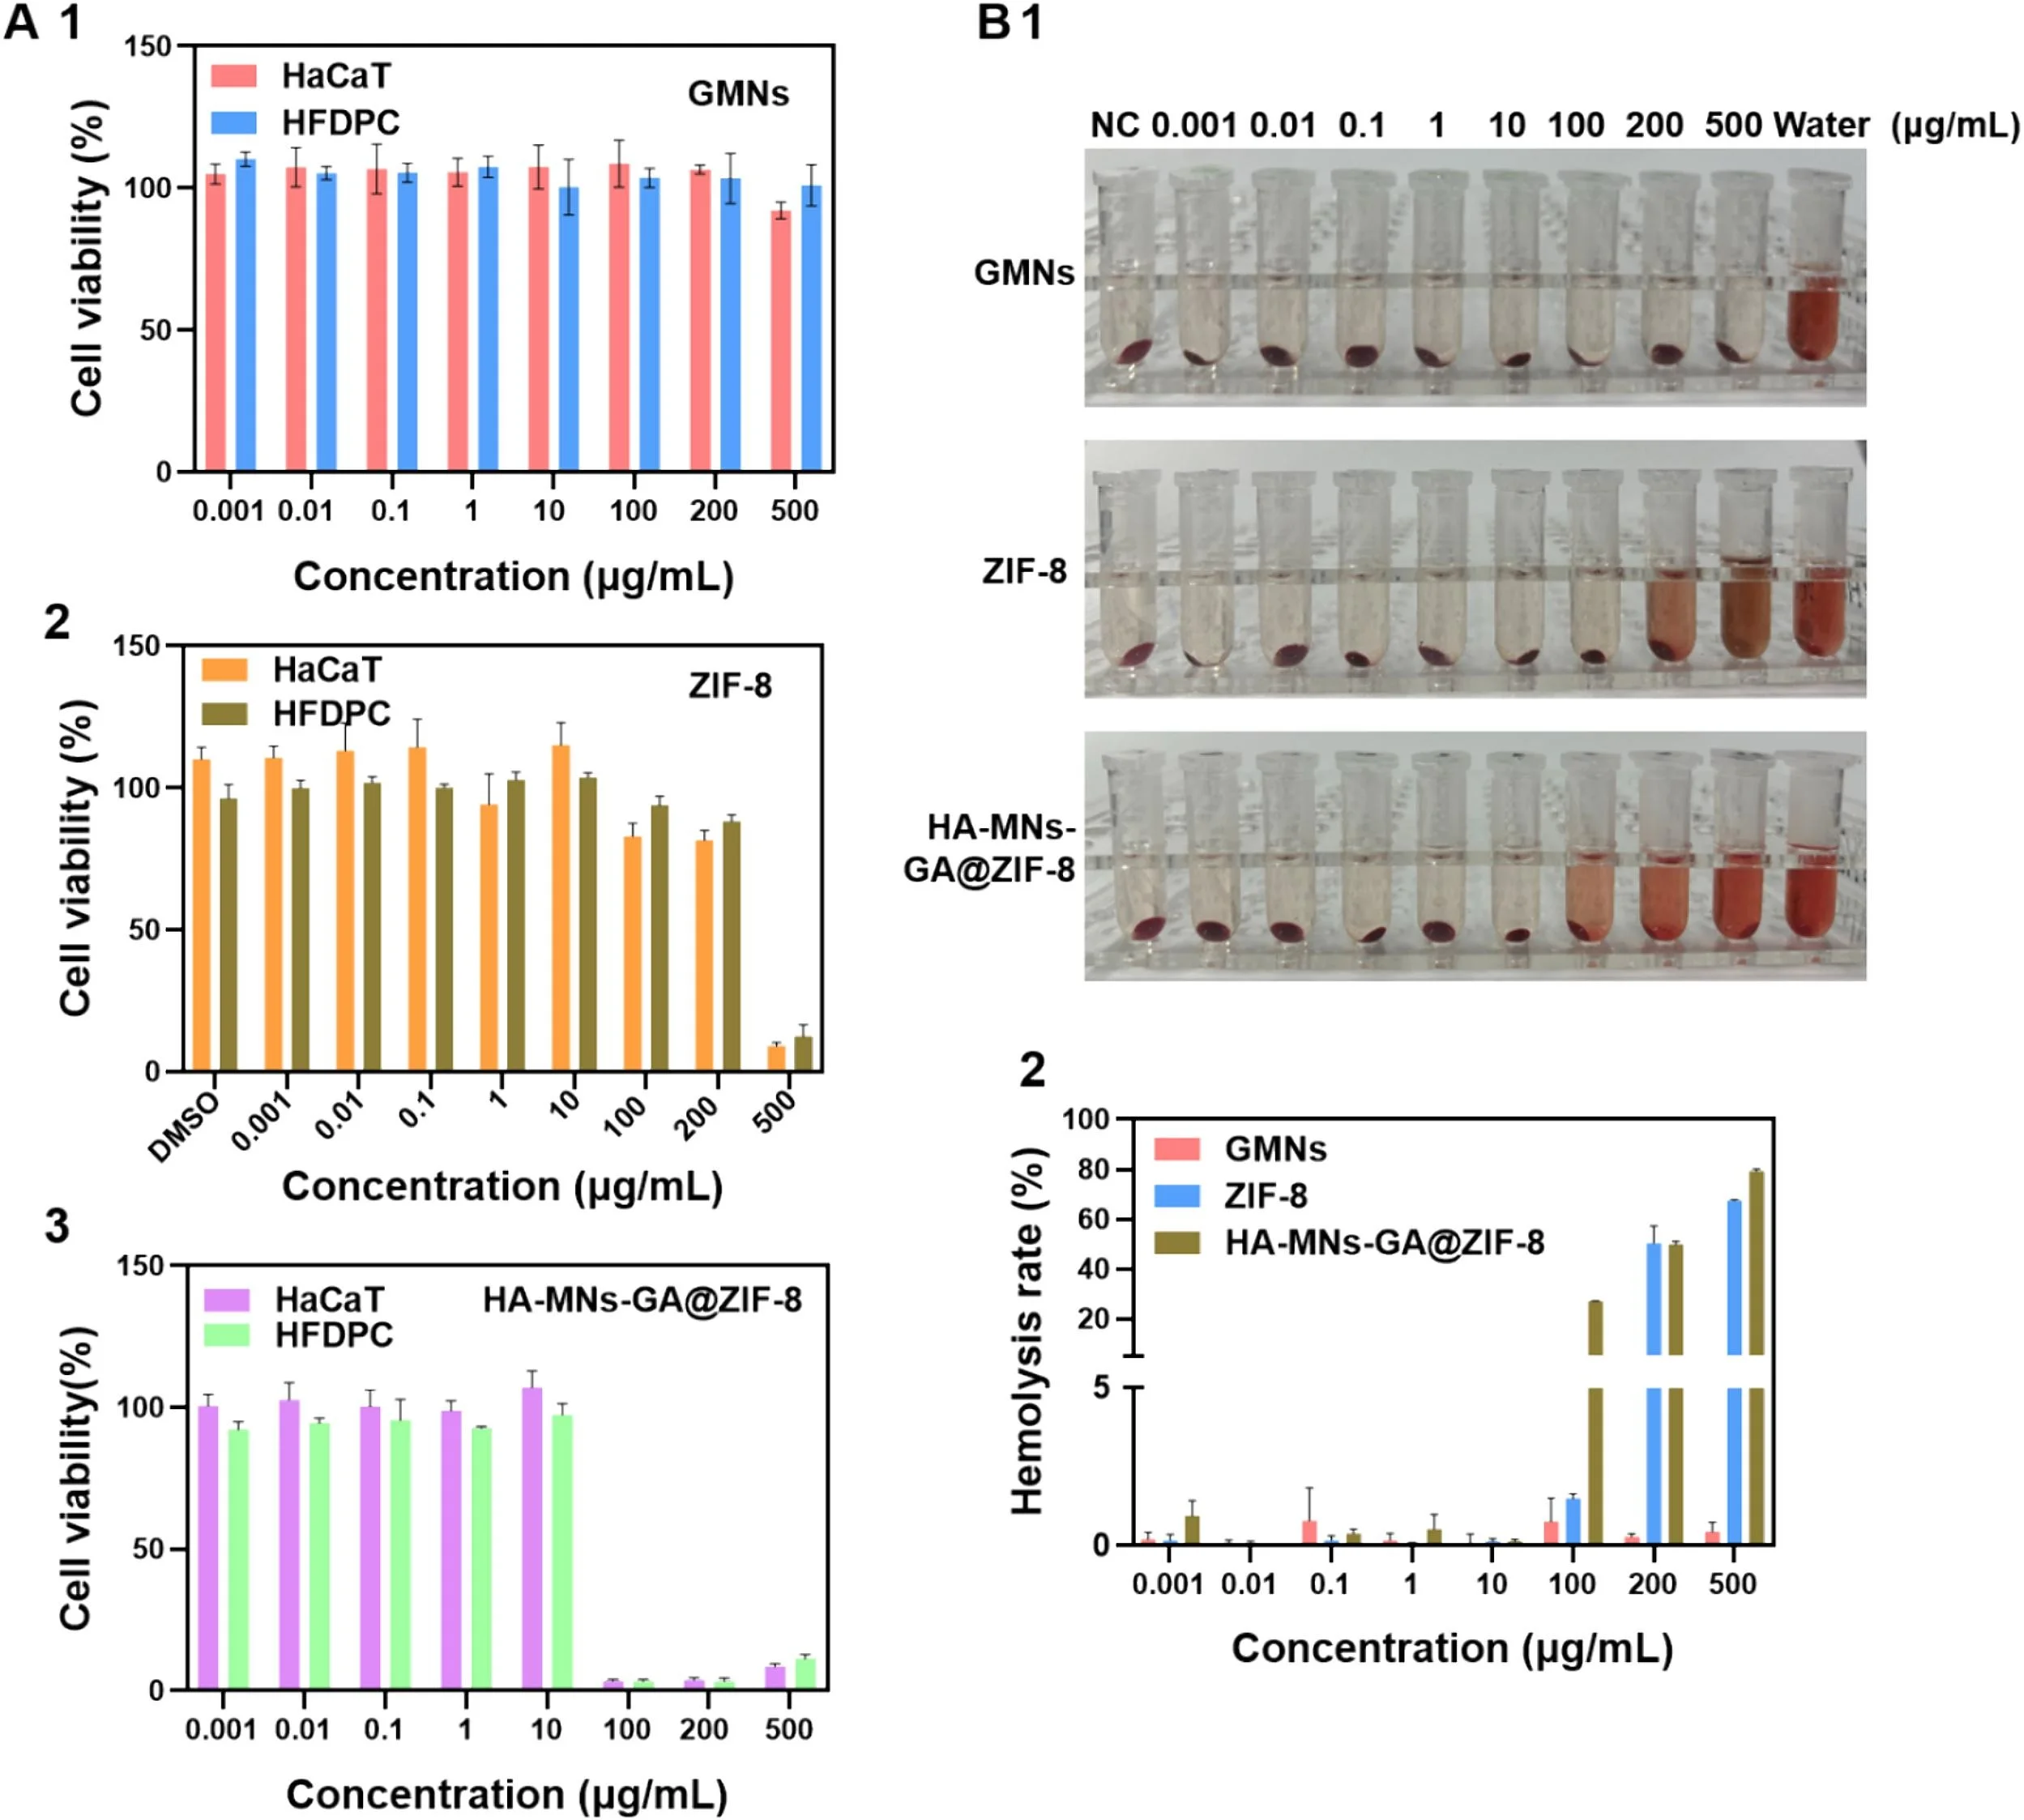 A 1
150
100
50
0
Cell viability (%)
HaCaT
HFDPC
GMNs
0.001 0.01 0.1 1 10 100 200 500
Concentration (μg/mL)
2
150
100
50
0
Cell viability (%)
HaCaT
HFDPC
ZIF-8
DMSO 0.001 0.01 0.1 1 10 100 200 500
Concentration (μg/mL)
3
150
100
50
0
Cell viability(%)
HaCaT
HFDPC
HA-MNs-GA@ZIF-8
0.001 0.01 0.1 1 10 100 200 500
Concentration (μg/mL)
B 1
NC 0.001 0.01 0.1 1 10 100 200 500 Water (μg/mL)
GMNs
ZIF-8
HA-MNs-
GA@ZIF-8
2
100
80
60
40
20
5
0
Hemolysis rate (%)
GMNs
ZIF-8
HA-MNs-GA@ZIF-8
0.001 0.01 0.1 1 10 100 200 500
Concentration (μg/mL)